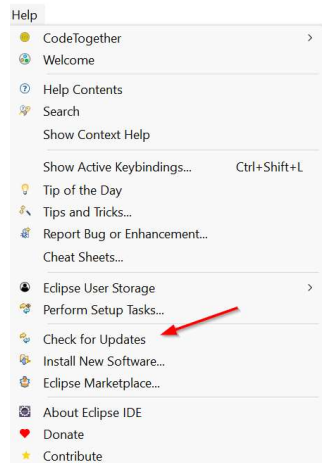 Help
CodeTogether
Welcome
Help Contents
Search
Show Context Help
Show Active Keybindings... Ctrl+Shift+L
Tip of the Day
Tips and Tricks...
Report Bug or Enhancement...
Cheat Sheets...
Eclipse User Storage
Perform Setup Tasks...
Check for Updates
Install New Software...
Eclipse Marketplace...
About Eclipse IDE
Donate
Contribute